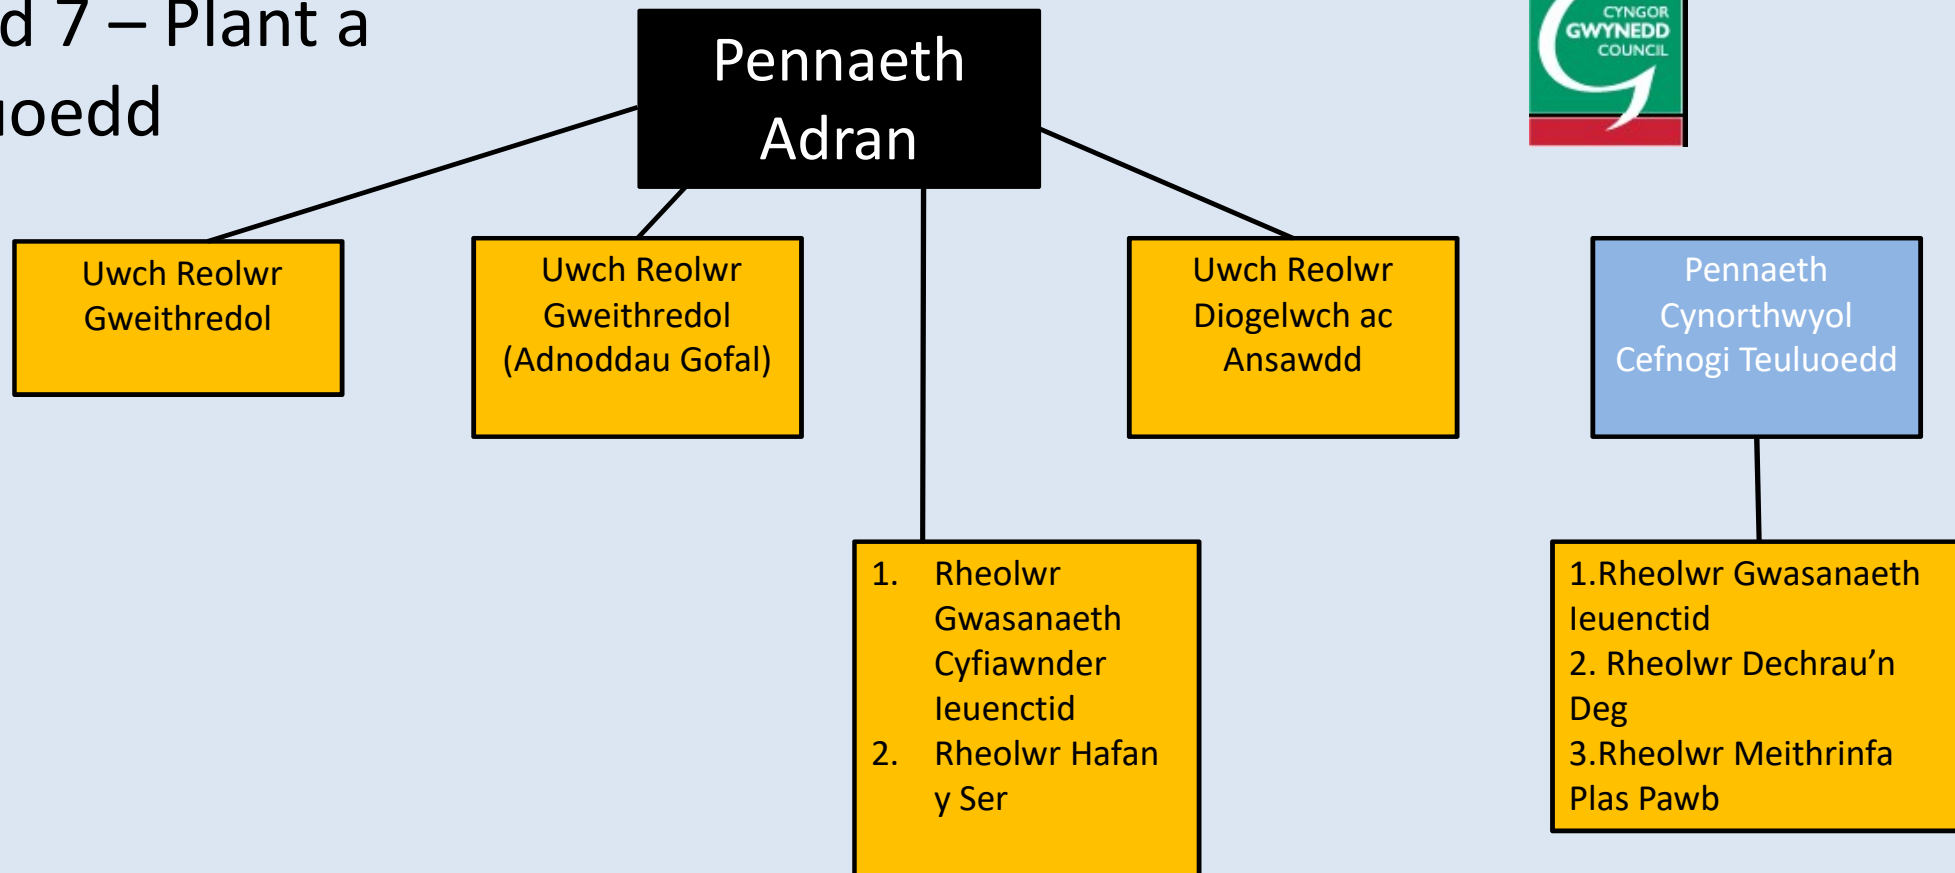 d 7 – Plant a
uoedd
Pennaeth
Adran
CYNGOR
GWYNEDD
COUNCIL
Uwch Reolwr
Gweithredol
Uwch Reolwr
Gweithredol
(Adnoddau Gofal)
Uwch Reolwr
Diogelwch ac
Ansawdd
Pennaeth
Cynorthwyol
Cefnogi Teuluoedd
1. Rheolwr
Gwasanaeth
Cyfiawnder
Ieuenctid
2. Rheolwr Hafan
y Ser
1.Rheolwr Gwasanaeth
Ieuenctid
2. Rheolwr Dechrau’n
Deg
3.Rheolwr Meithrinfa
Plas Pawb